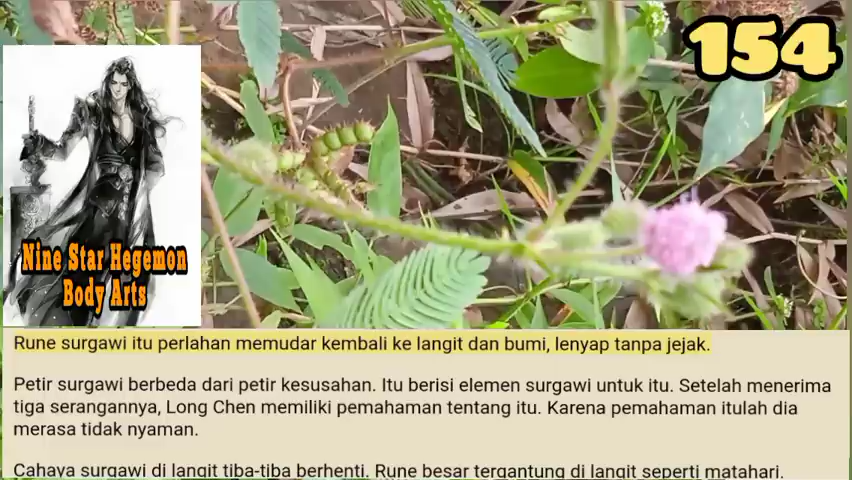 154
Nine Star Hegemon
Body Arts
Rune surgawi itu perlahan memudar kembali ke langit dan bumi, lenyap tanpa jejak.
Petir surgawi berbeda dari petir kesusahan. Itu berisi elemen surgawi untuk itu. Setelah menerima
tiga serangannya, Long Chen memiliki pemahaman tentang itu. Karena pemahaman itulah dia
merasa tidak nyaman.
Cahaya surgawi di langit tiba-tiba berhenti. Rune besar tergantung di langit seperti matahari.